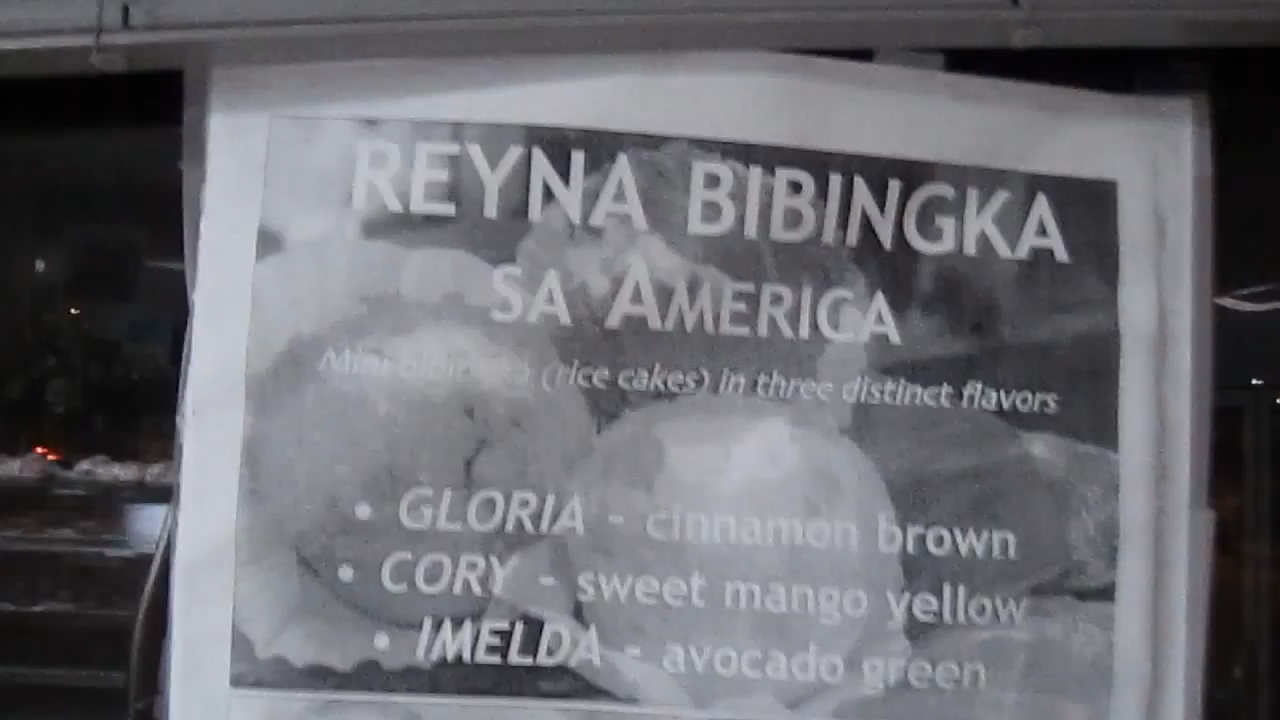 REYNA BIBINGKA
SA AMERICA
Mini bibingka (rice cakes) in three distinct flavors
• GLORIA - cinnamon brown
• CORY - sweet mango yellow
• IMELDA - avocado green